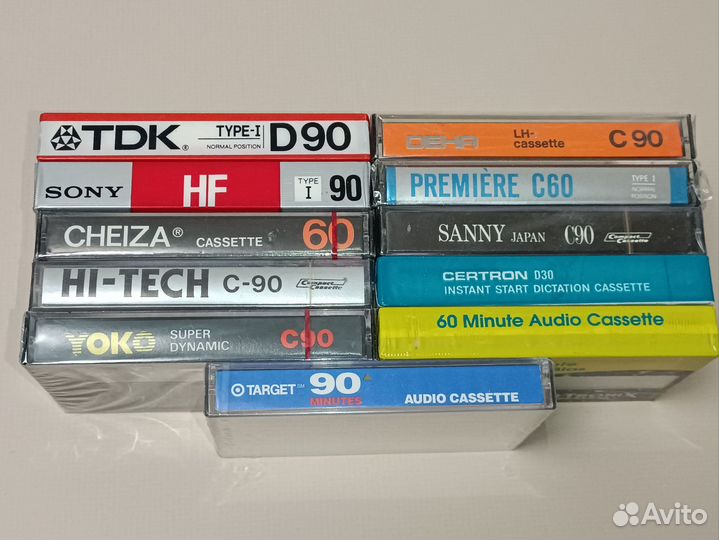 TDK® TYPE-I D90
NORMAL POSITION
SONY HF TYPE I 90
CHEIZA® CASSETTE 60
HI-TECH C-90 Compact Cassette
YOKO SUPER DYNAMIC C90
LH-cassette C 90
PREMIÈRE C60 TYPE I
NORMAL POSITION
SANNY JAPAN C90 Compact Cassette
CERTRON D30
INSTANT START DICTATION CASSETTE
60 Minute Audio Cassette
TARGET SM 90 MINUTES AUDIO CASSETTE
Avito